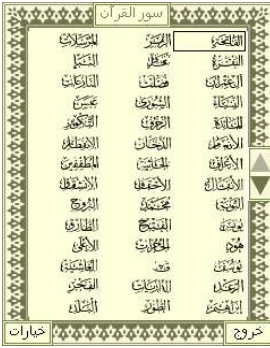 سور القرآن
الفاتحة الزمر المرسلات
البقرة غافر النبأ
آل عمران فصلت النازعات
النساء الشورى عبس
المائدة الزخرف التكوير
الأنعام الدخان الانفطار
الأعراف الجاثية المطففين
الأنفال الأحقاف الانشقاق
التوبة محمد البروج
يونس الفتح الطارق
هود الحجرات الأعلى
يوسف ق الغاشية
الرعد الذاريات الفجر
إبراهيم الطور البلد
خروج خيارات